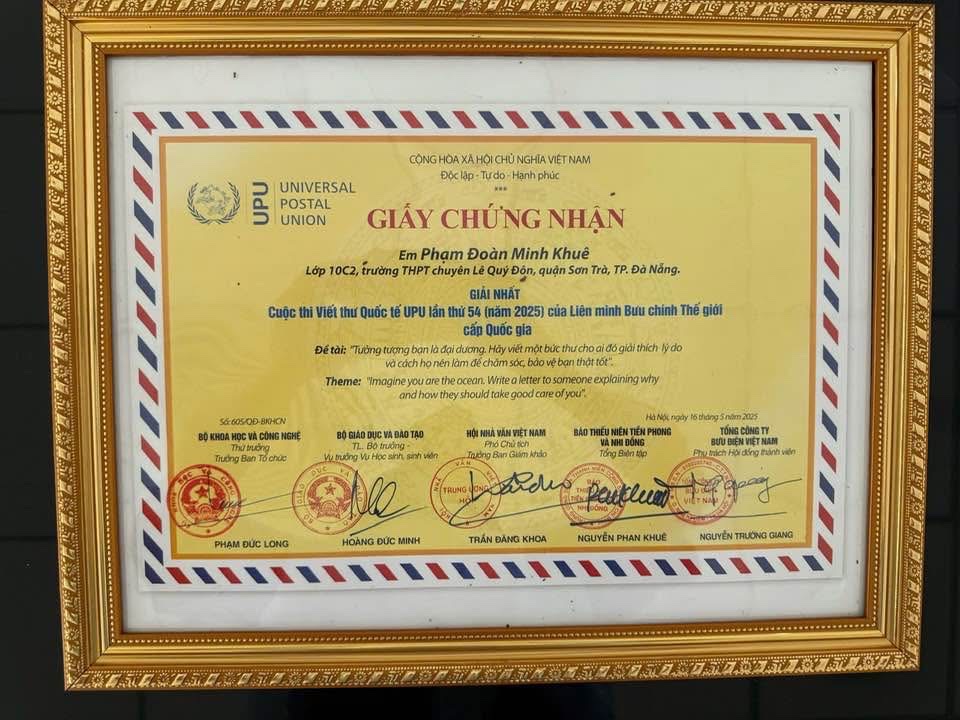 CỘNG HÒA XÃ HỘI CHỦ NGHĨA VIỆT NAM
Độc lập - Tự do - Hạnh phúc
***
UPU
UNIVERSAL
POSTAL
UNION
GIẤY CHỨNG NHẬN
Em Phạm Đoàn Minh Khuê
Lớp 10C2, trường THPT chuyên Lê Quý Đôn, quận Sơn Trà, TP. Đà Nẵng.
GIẢI NHẤT
Cuộc thi Viết thư Quốc tế UPU lần thứ 54 (năm 2025) của Liên minh Bưu chính Thế giới
cấp Quốc gia
Đề tài: "Tưởng tượng bạn là đại dương. Hãy viết một bức thư cho ai đó giải thích lý do
và cách họ nên làm để chăm sóc, bảo vệ bạn thật tốt".
Theme: "Imagine you are the ocean. Write a letter to someone explaining why
and how they should take good care of you".
Số: 605/QĐ-BKHCN
Hà Nội, ngày 16 tháng 5 năm 2025
BỘ KHOA HỌC VÀ CÔNG NGHỆ
Thứ trưởng
Trưởng Ban Tổ chức
PHẠM ĐỨC LONG
BỘ GIÁO DỤC VÀ ĐÀO TẠO
TL. Bộ trưởng -
Vụ trưởng Vụ Học sinh, sinh viên
HOÀNG ĐỨC MINH
HỘI NHÀ VĂN VIỆT NAM
Phó Chủ tịch
Trưởng Ban Giám khảo
TRUNG ƯƠNG
HỘI
TRẦN ĐĂNG KHOA
BÁO THIẾU NIÊN TIỀN PHONG
VÀ NHI ĐỒNG
Tổng Biên tập
BÁO
NHI ĐỒNG
NGUYỄN PHAN KHUÊ
TỔNG CÔNG TY
BƯU ĐIỆN VIỆT NAM
Phụ trách Hội đồng thành viên
BƯU ĐIỆN
VIỆT NAM
NGUYỄN TRƯỜNG GIANG